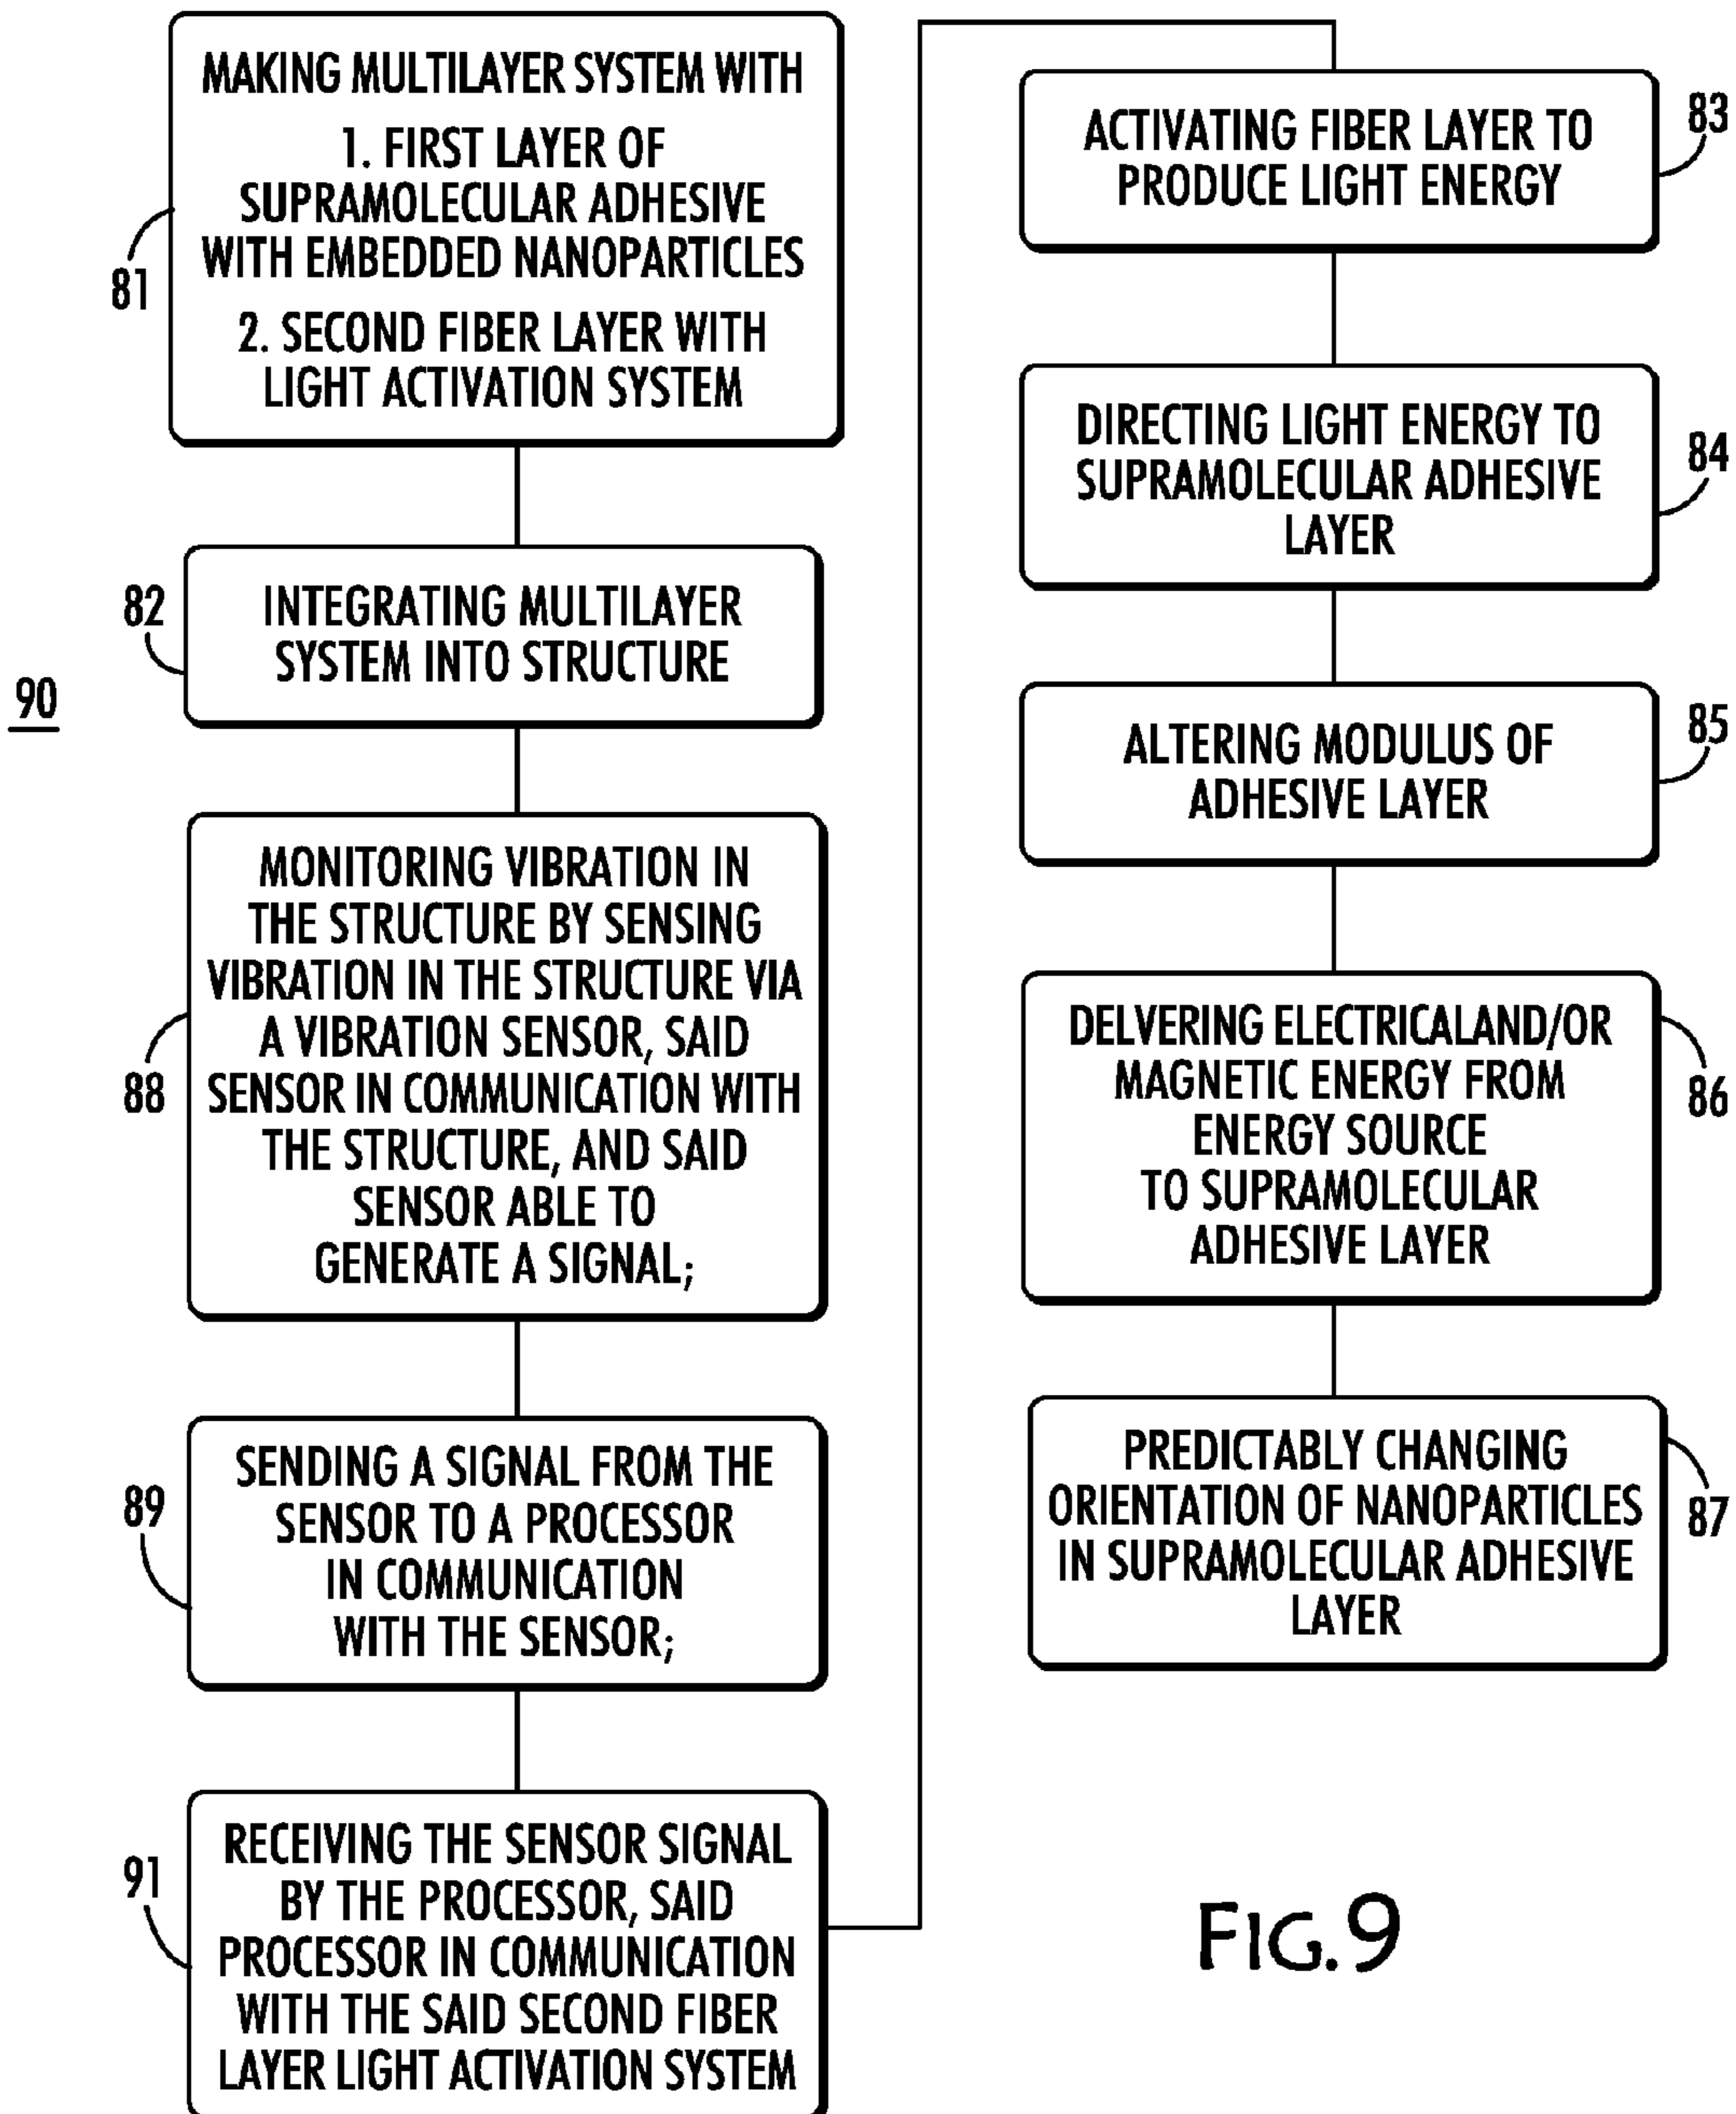 90
MAKING MULTILAYER SYSTEM WITH
1. FIRST LAYER OF
SUPRAMOLECULAR ADHESIVE
WITH EMBEDDED NANOPARTICLES
2. SECOND FIBER LAYER WITH
LIGHT ACTIVATION SYSTEM
81
INTEGRATING MULTILAYER
SYSTEM INTO STRUCTURE
82
MONITORING VIBRATION IN
THE STRUCTURE BY SENSING
VIBRATION IN THE STRUCTURE VIA
A VIBRATION SENSOR, SAID
SENSOR IN COMMUNICATION WITH
THE STRUCTURE, AND SAID
SENSOR ABLE TO
GENERATE A SIGNAL;
88
SENDING A SIGNAL FROM THE
SENSOR TO A PROCESSOR
IN COMMUNICATION
WITH THE SENSOR;
89
RECEIVING THE SENSOR SIGNAL
BY THE PROCESSOR, SAID
PROCESSOR IN COMMUNICATION
WITH THE SAID SECOND FIBER
LAYER LIGHT ACTIVATION SYSTEM
91
ACTIVATING FIBER LAYER TO
PRODUCE LIGHT ENERGY
83
DIRECTING LIGHT ENERGY TO
SUPRAMOLECULAR ADHESIVE
LAYER
84
ALTERING MODULUS OF
ADHESIVE LAYER
85
DELVERING ELECTRICALAND/OR
MAGNETIC ENERGY FROM
ENERGY SOURCE
TO SUPRAMOLECULAR
ADHESIVE LAYER
86
PREDICTABLY CHANGING
ORIENTATION OF NANOPARTICLES
IN SUPRAMOLECULAR ADHESIVE
LAYER
87
FIG.9